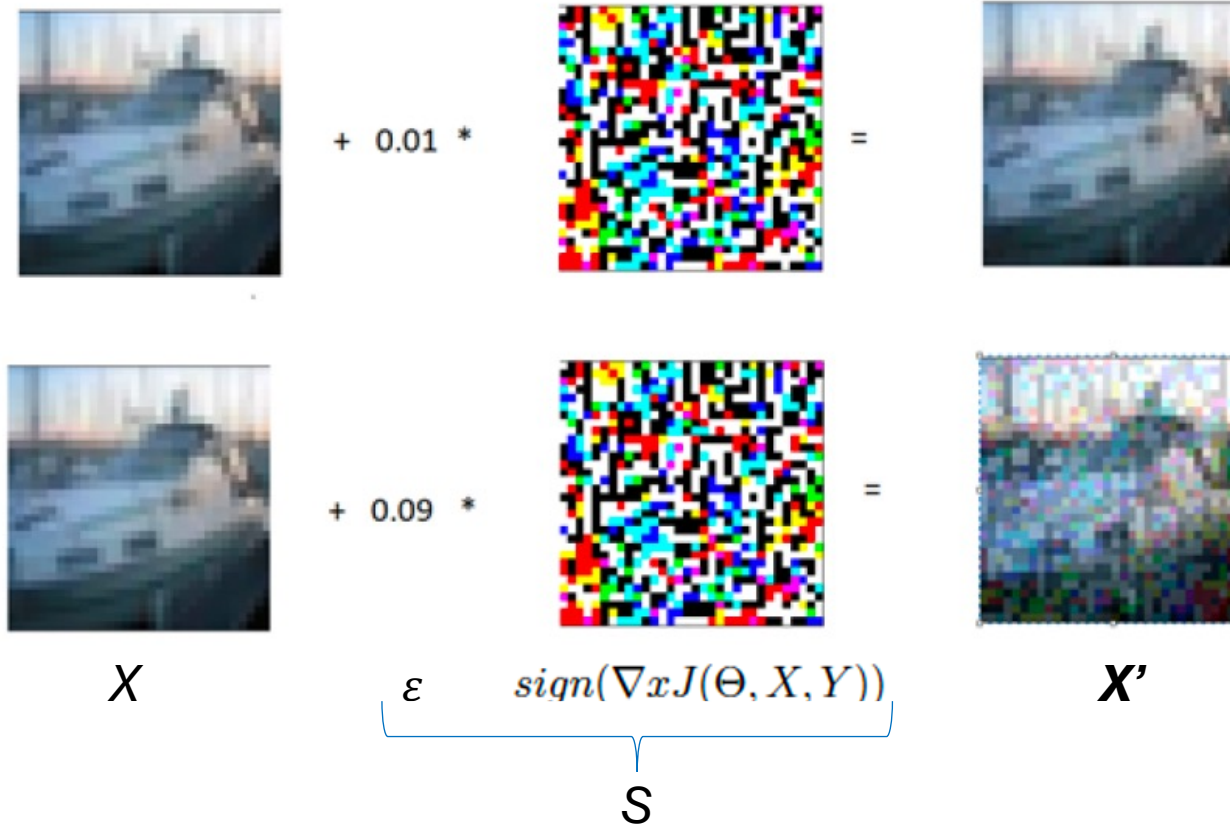 + 0.01 * =
+ 0.09 * =
X ε sign(∇xJ(Θ, X, Y)) X’
S